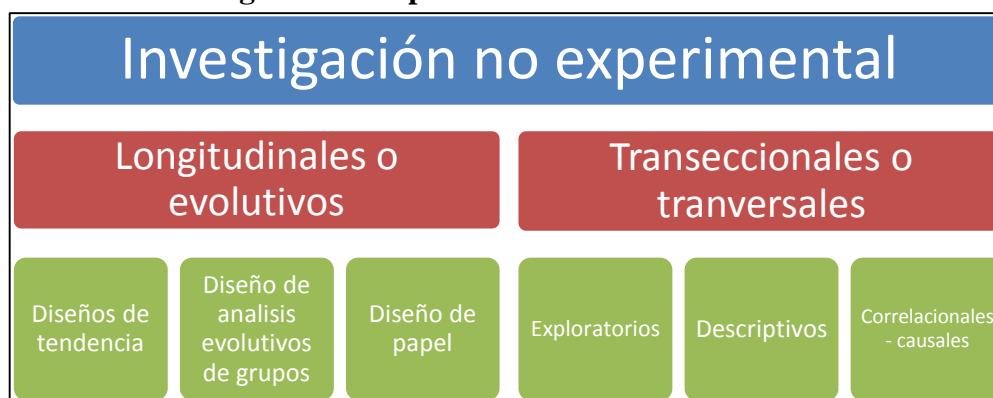 Investigación no experimental
Longitudinales o
evolutivos
Transeccionales o
tranversales
Diseños de
tendencia
Diseño de
analisis
evolutivos
de grupos
Diseño de
papel
Exploratorios
Descriptivos
Correlacionales
- causales